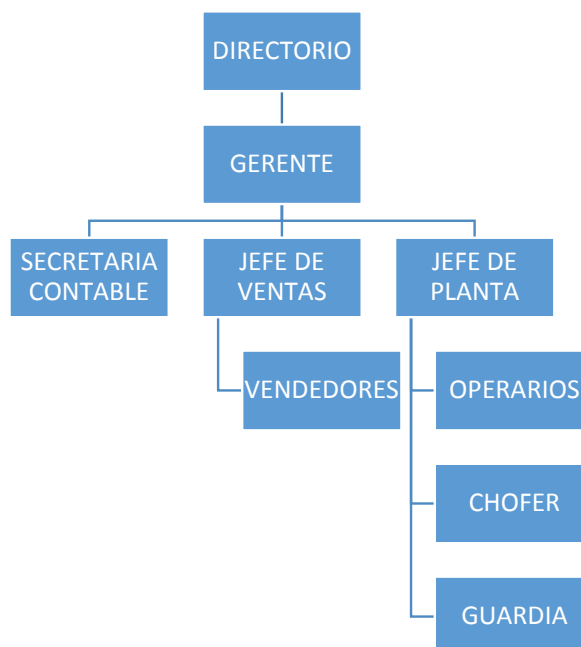 DIRECTORIO
GERENTE
SECRETARIA
CONTABLE
JEFE DE
VENTAS
JEFE DE
PLANTA
VENDEDORES
OPERARIOS
CHOFER
GUARDIA